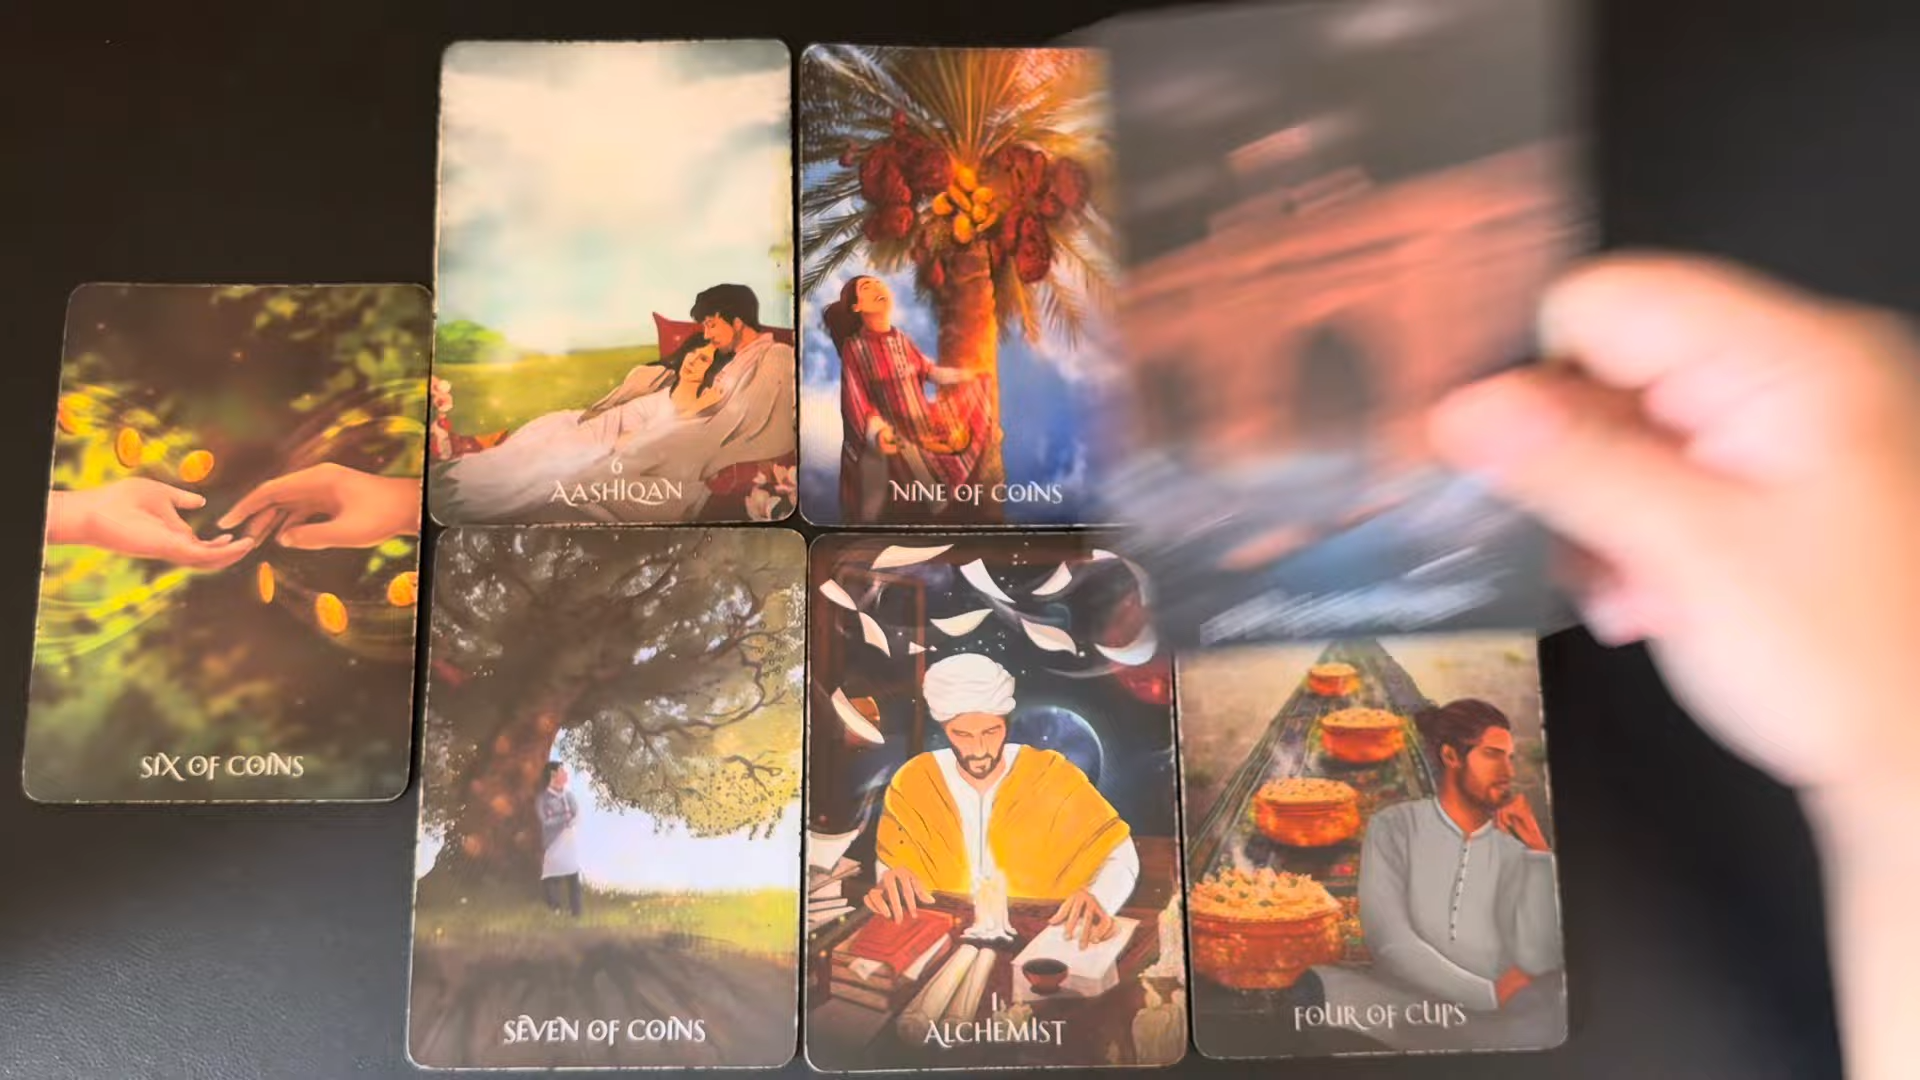 6
AASHIQAN
NINE OF COINS
SIX OF COINS
SEVEN OF COINS
1
ALCHEMIST
FOUR OF CUPS